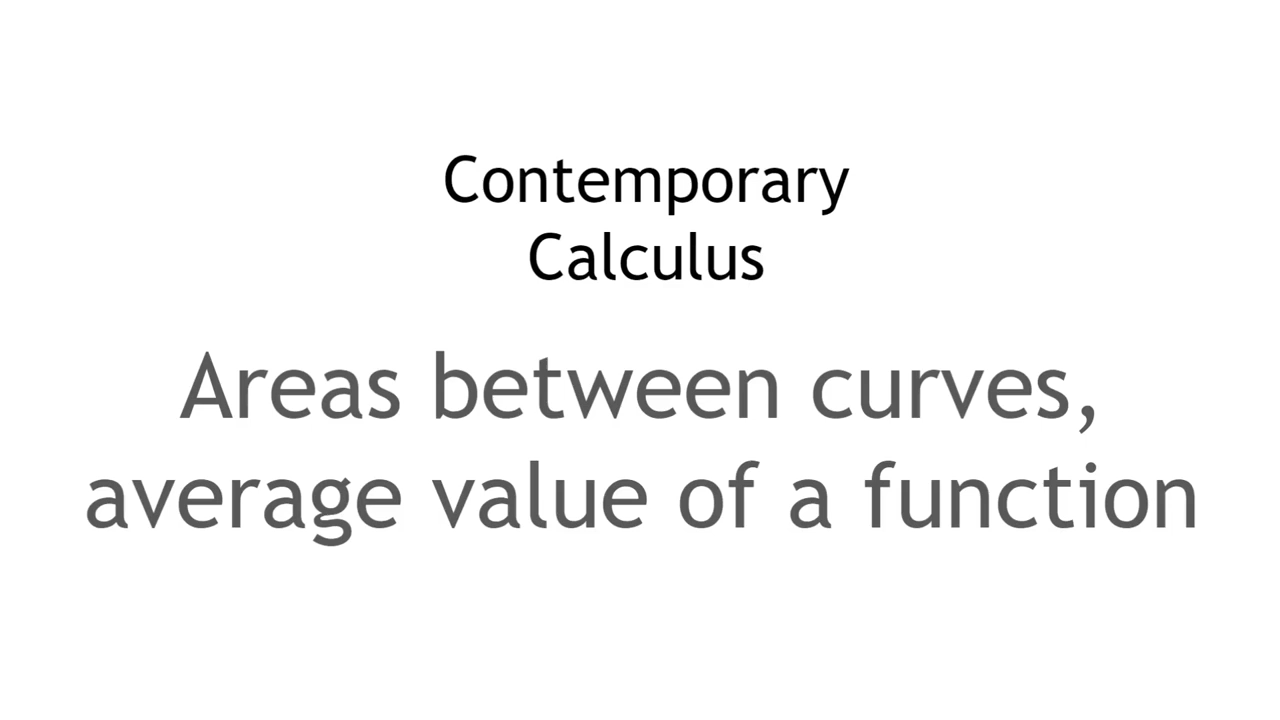 Contemporary
Calculus
Areas between curves,
average value of a function